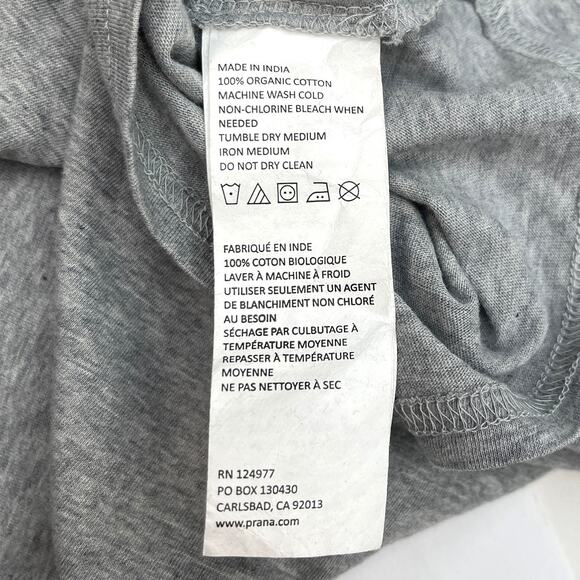 MADE IN INDIA
100% ORGANIC COTTON
MACHINE WASH COLD
NON-CHLORINE BLEACH WHEN
NEEDED
TUMBLE DRY MEDIUM
IRON MEDIUM
DO NOT DRY CLEAN
FABRIQUÉ EN INDE
100% COTON BIOLOGIQUE
LAVER À MACHINE À FROID
UTILISER SEULEMENT UN AGENT
DE BLANCHIMENT NON CHLORÉ
AU BESOIN
SÉCHAGE PAR CULBUTAGE À
TEMPÉRATURE MOYENNE
REPASSER À TEMPÉRATURE
MOYENNE
NE PAS NETTOYER À SEC
RN 124977
PO BOX 130430
CARLSBAD, CA 92013
www.prana.com